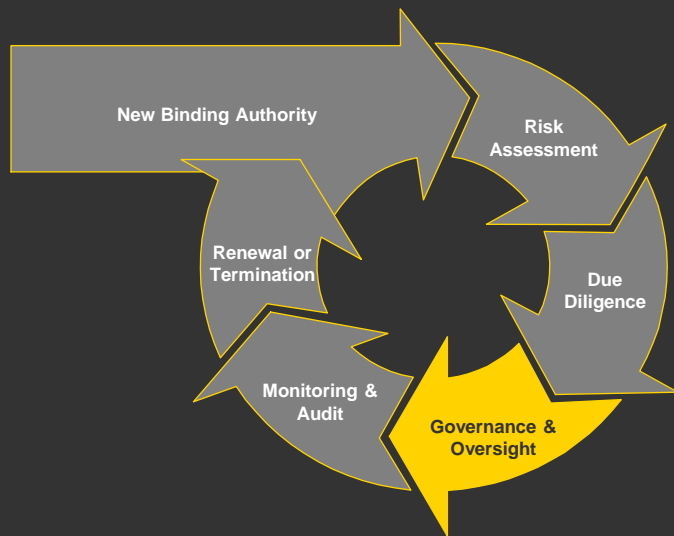 New Binding Authority
Risk
Assessment
Due
Diligence
Governance &
Oversight
Monitoring &
Audit
Renewal or
Termination